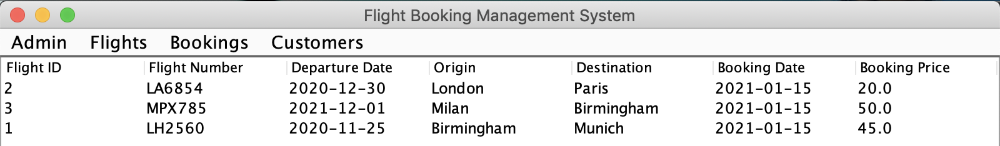 Flight Booking Management System
Admin Flights Bookings Customers
Flight ID Flight Number Departure Date Origin Destination Booking Date Booking Price
2 LA6854 2020-12-30 London Paris 2021-01-15 20.0
3 MPX785 2021-12-01 Milan Birmingham 2021-01-15 50.0
1 LH2560 2020-11-25 Birmingham Munich 2021-01-15 45.0